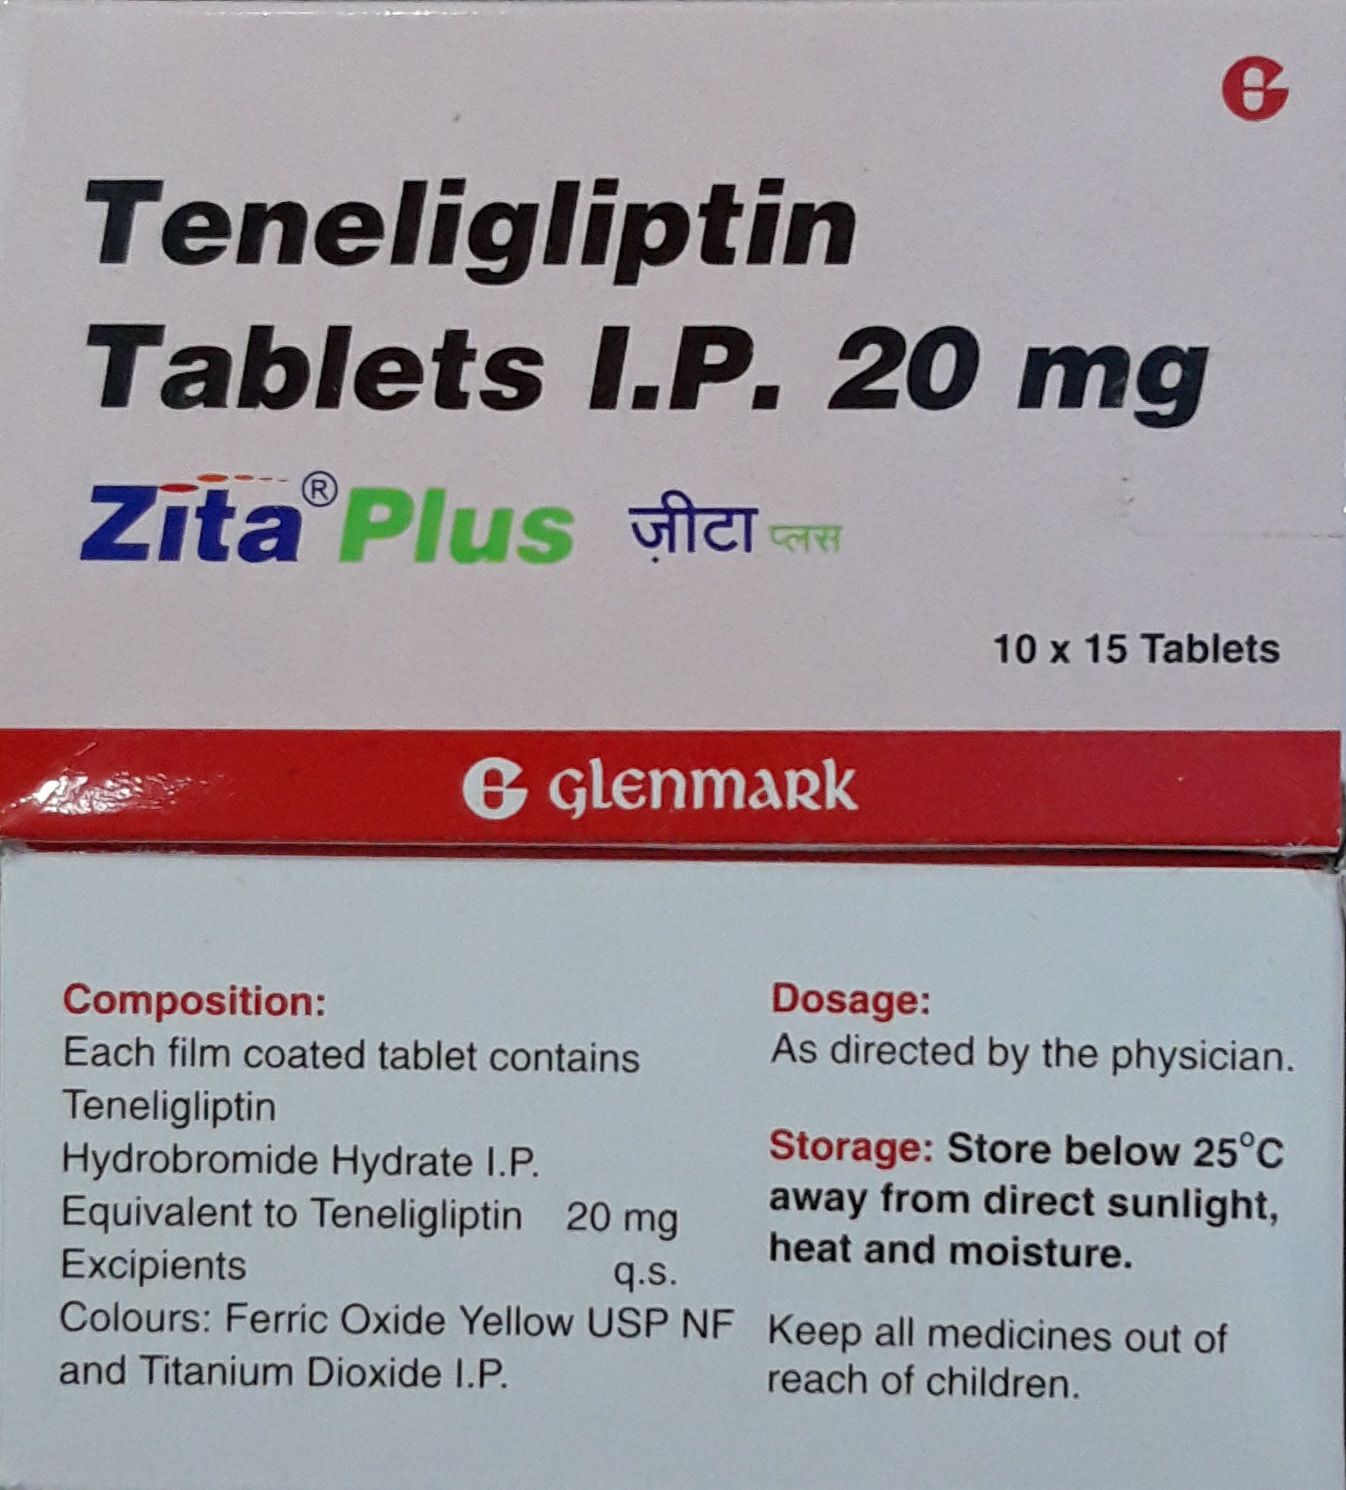 Teneligliptin
Tablets I.P. 20 mg
Zita® Plus ज़ीटा प्लस
10 x 15 Tablets
glenmark
Composition:
Each film coated tablet contains
Teneligliptin
Hydrobromide Hydrate I.P.
Equivalent to Teneligliptin 20 mg
Excipients q.s.
Colours: Ferric Oxide Yellow USP NF
and Titanium Dioxide I.P.
Dosage:
As directed by the physician.
Storage: Store below 25°C
away from direct sunlight,
heat and moisture.
Keep all medicines out of
reach of children.